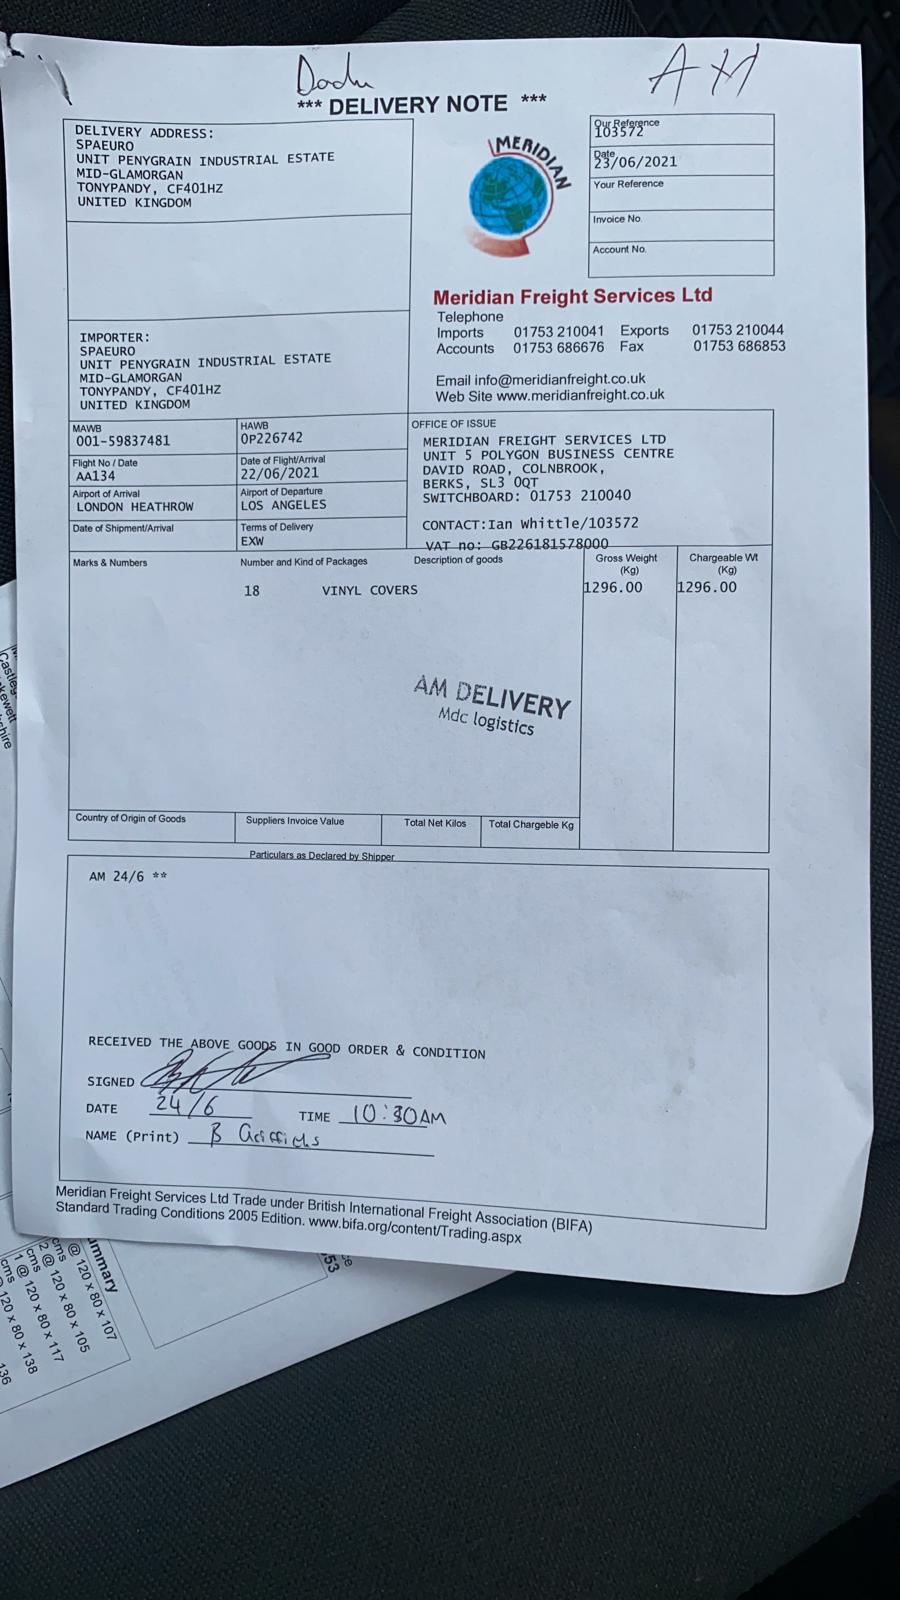 Dadu
AM
*** DELIVERY NOTE ***
DELIVERY ADDRESS:
SPAEURO
UNIT PENYGRAIN INDUSTRIAL ESTATE
MID-GLAMORGAN
TONYPANDY, CF401HZ
UNITED KINGDOM
MERIDIAN
Our Reference
103572
Date
23/06/2021
Your Reference
Invoice No.
Account No.
Meridian Freight Services Ltd
Telephone
Imports 01753 210041 Exports 01753 210044
Accounts 01753 686676 Fax 01753 686853
Email info@meridianfreight.co.uk
Web Site www.meridianfreight.co.uk
IMPORTER:
SPAEURO
UNIT PENYGRAIN INDUSTRIAL ESTATE
MID-GLAMORGAN
TONYPANDY, CF401HZ
UNITED KINGDOM
MAWB
001-59837481
HAWB
OP226742
Flight No / Date
AA134
Date of Flight/Arrival
22/06/2021
Airport of Arrival
LONDON HEATHROW
Airport of Departure
LOS ANGELES
Date of Shipment/Arrival
Terms of Delivery
EXW
OFFICE OF ISSUE
MERIDIAN FREIGHT SERVICES LTD
UNIT 5 POLYGON BUSINESS CENTRE
DAVID ROAD, COLNBROOK,
BERKS, SL3 0QT
SWITCHBOARD: 01753 210040
CONTACT:Ian Whittle/103572
VAT no: GB226181578000
Marks & Numbers Number and Kind of Packages Description of goods Gross Weight (Kg) Chargeable Wt (Kg)
18 VINYL COVERS 1296.00 1296.00
AM DELIVERY
Mdc logistics
Country of Origin of Goods Suppliers Invoice Value Total Net Kilos Total Chargeble Kg
Particulars as Declared by Shipper
AM 24/6 **
RECEIVED THE ABOVE GOODS IN GOOD ORDER & CONDITION
SIGNED
DATE 24/6 TIME 10:30AM
NAME (Print) B Griffiths
Meridian Freight Services Ltd Trade under British International Freight Association (BIFA)
Standard Trading Conditions 2005 Edition. www.bifa.org/content/Trading.aspx
@ 120 x 80 x 107
cms
2 @ 120 x 80 x 105
cms
1 @ 120 x 80 x 117
cms
120 x 80 x 138